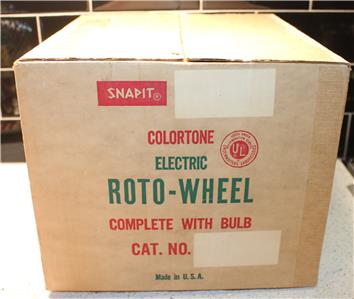 SNAPIT®
COLORTONE
ELECTRIC
UL
ROTO-WHEEL
COMPLETE WITH BULB
CAT. NO.
Made in U.S.A.